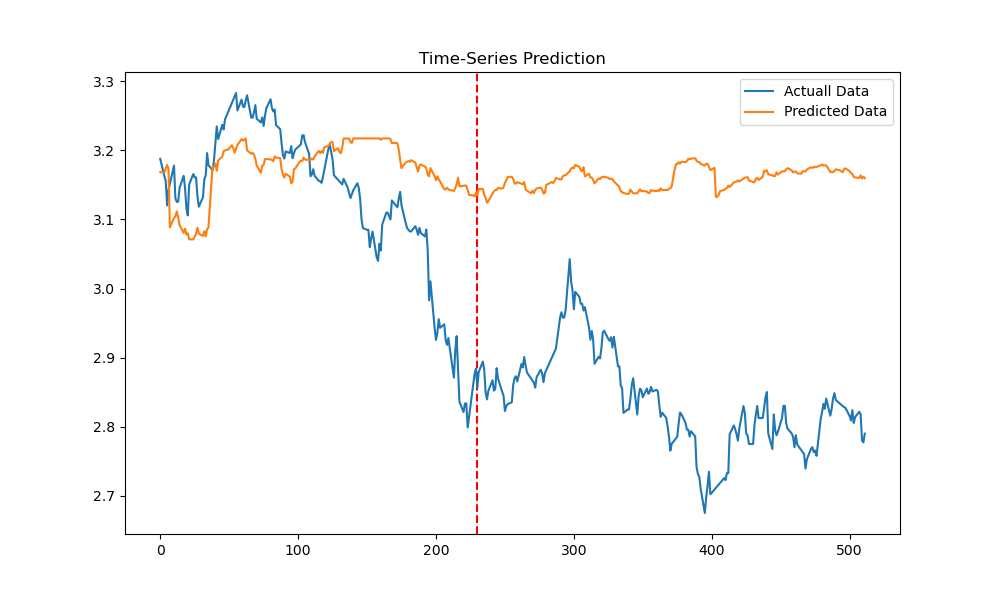 Time-Series Prediction
3.3
3.2
3.1
3.0
2.9
2.8
2.7
0 100 200 300 400 500
Actuall Data
Predicted Data